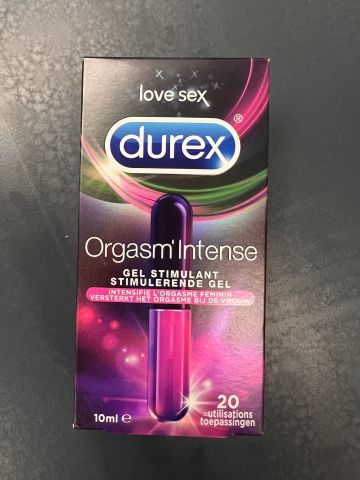 love sex
durex®
Orgasm'Intense
GEL STIMULANT
STIMULERENDE GEL
INTENSIFIE L'ORGASME FÉMININ
VERSTERKT HET ORGASME BIJ DE VROUW
20
≈utilisations
toepassingen
10ml ℮